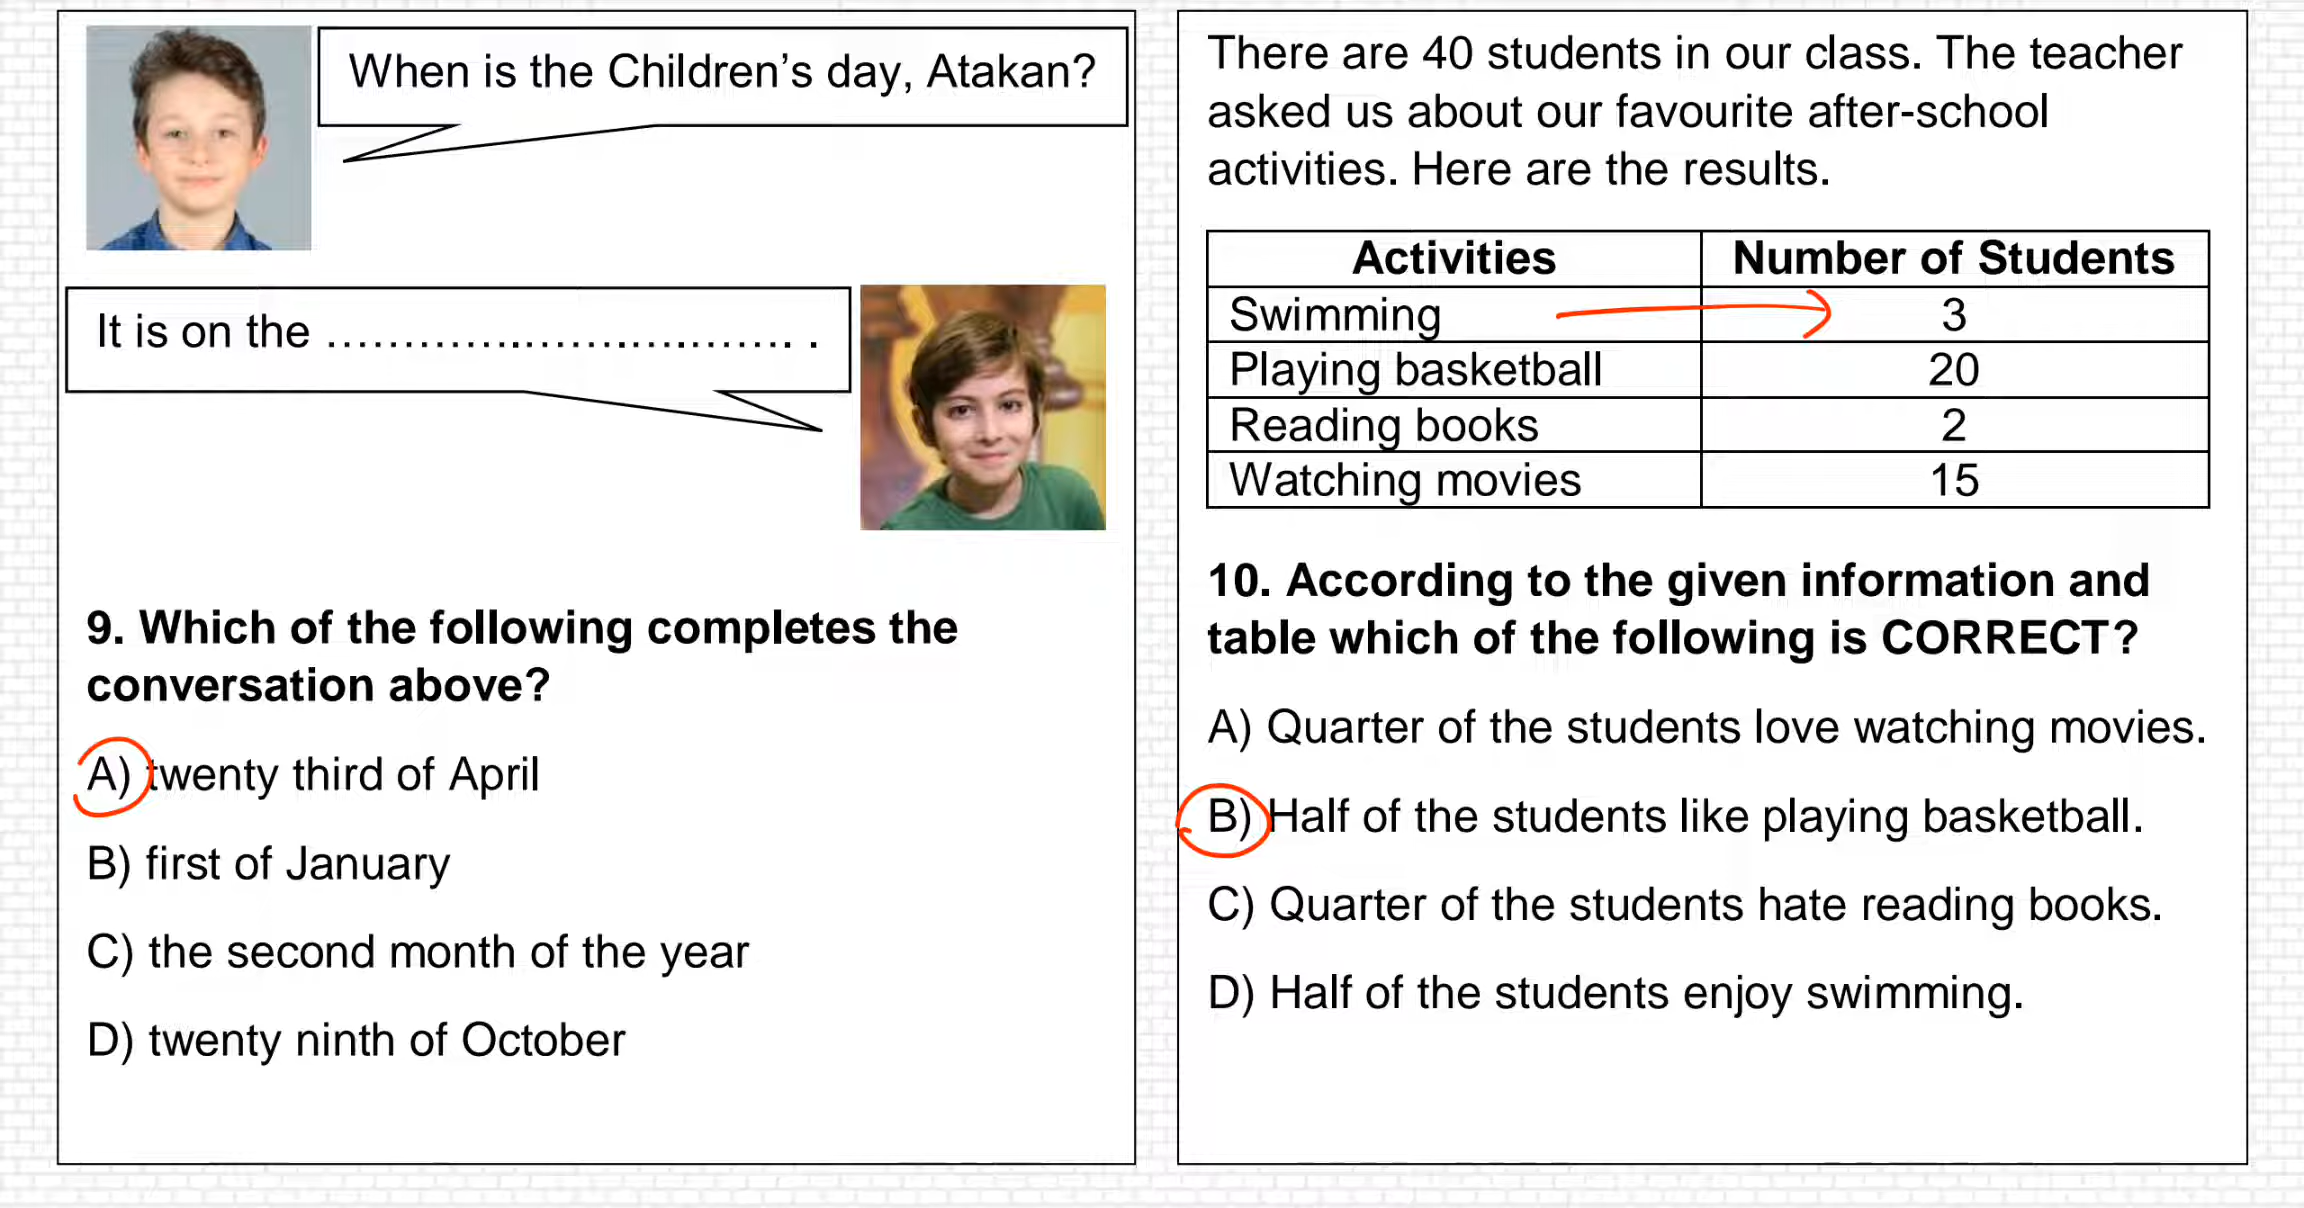 When is the Children’s day, Atakan?
It is on the ………………………………. .
9. Which of the following completes the
conversation above?
A) twenty third of April
B) first of January
C) the second month of the year
D) twenty ninth of October
There are 40 students in our class. The teacher
asked us about our favourite after-school
activities. Here are the results.
Activities Number of Students
Swimming 3
Playing basketball 20
Reading books 2
Watching movies 15
10. According to the given information and
table which of the following is CORRECT?
A) Quarter of the students love watching movies.
B) Half of the students like playing basketball.
C) Quarter of the students hate reading books.
D) Half of the students enjoy swimming.